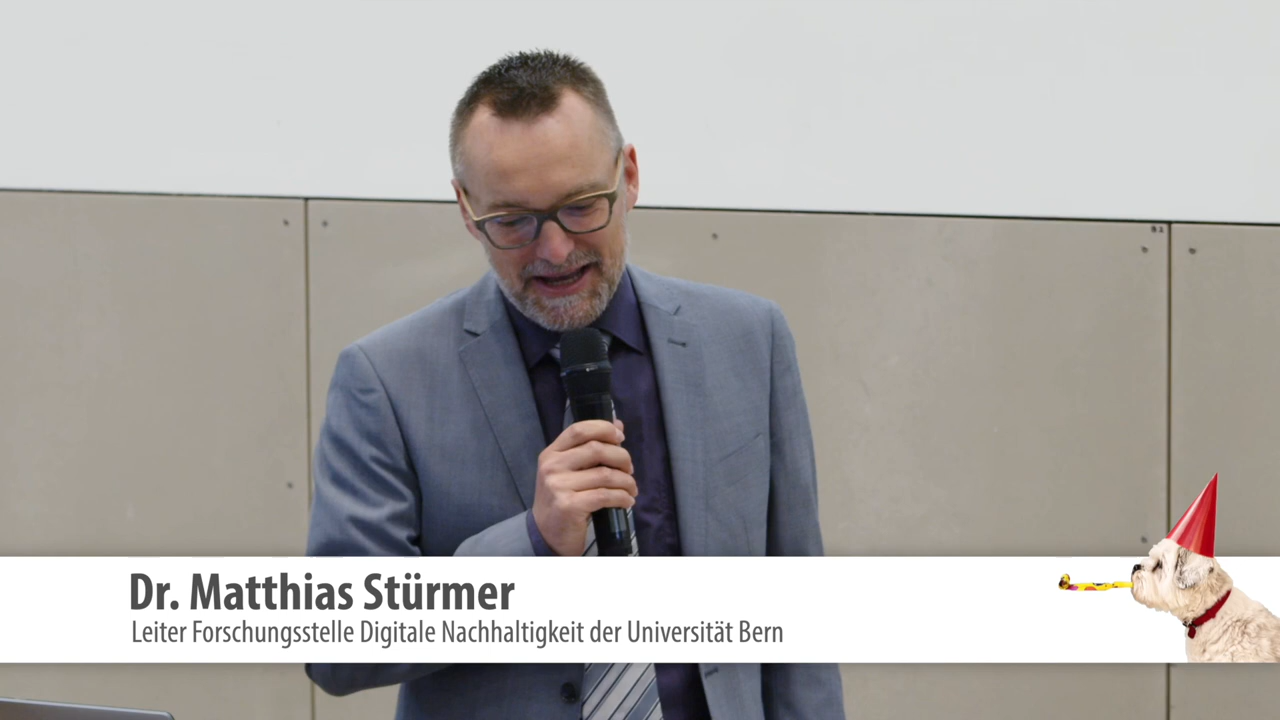 Dr. Matthias Stürmer
Leiter Forschungsstelle Digitale Nachhaltigkeit der Universität Bern